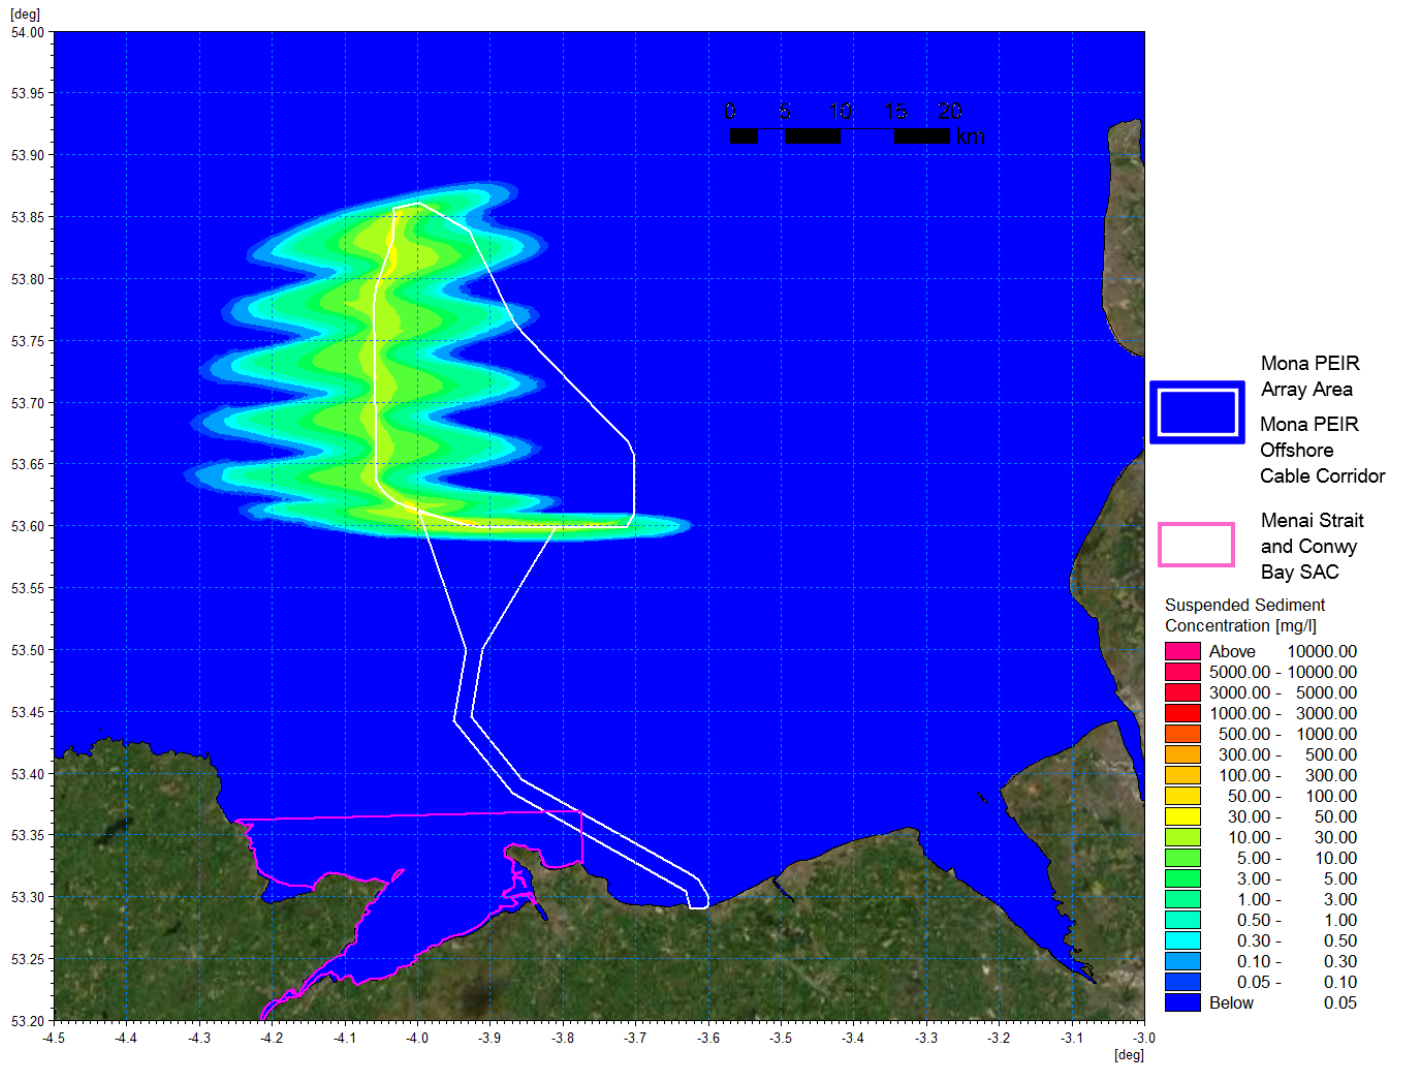 [deg]
54.00
53.95
53.90
53.85
53.80
53.75
53.70
53.65
53.60
53.55
53.50
53.45
53.40
53.35
53.30
53.25
53.20
-4.5 -4.4 -4.3 -4.2 -4.1 -4.0 -3.9 -3.8 -3.7 -3.6 -3.5 -3.4 -3.3 -3.2 -3.1 -3.0
[deg]
0 5 10 15 20
km
Mona PEIR
Array Area
Mona PEIR
Offshore
Cable Corridor
Menai Strait
and Conwy
Bay SAC
Suspended Sediment
Concentration [mg/l]
Above 10000.00
5000.00 - 10000.00
3000.00 - 5000.00
1000.00 - 3000.00
500.00 - 1000.00
300.00 - 500.00
100.00 - 300.00
50.00 - 100.00
30.00 - 50.00
10.00 - 30.00
5.00 - 10.00
3.00 - 5.00
1.00 - 3.00
0.50 - 1.00
0.30 - 0.50
0.10 - 0.30
0.05 - 0.10
Below 0.05